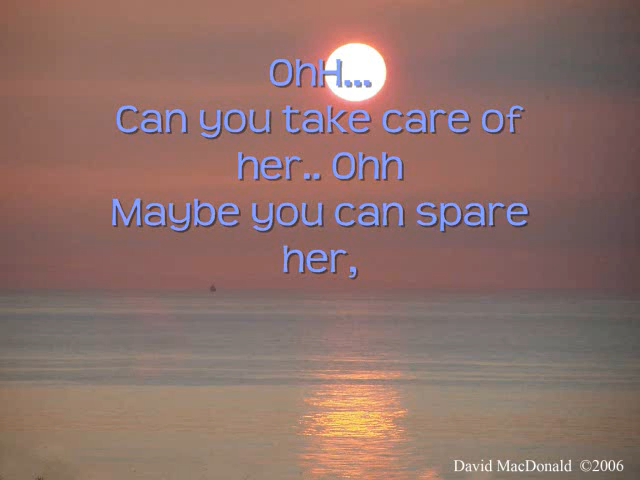 OhH...
Can you take care of
her.. Ohh
Maybe you can spare
her,
David MacDonald ©2006